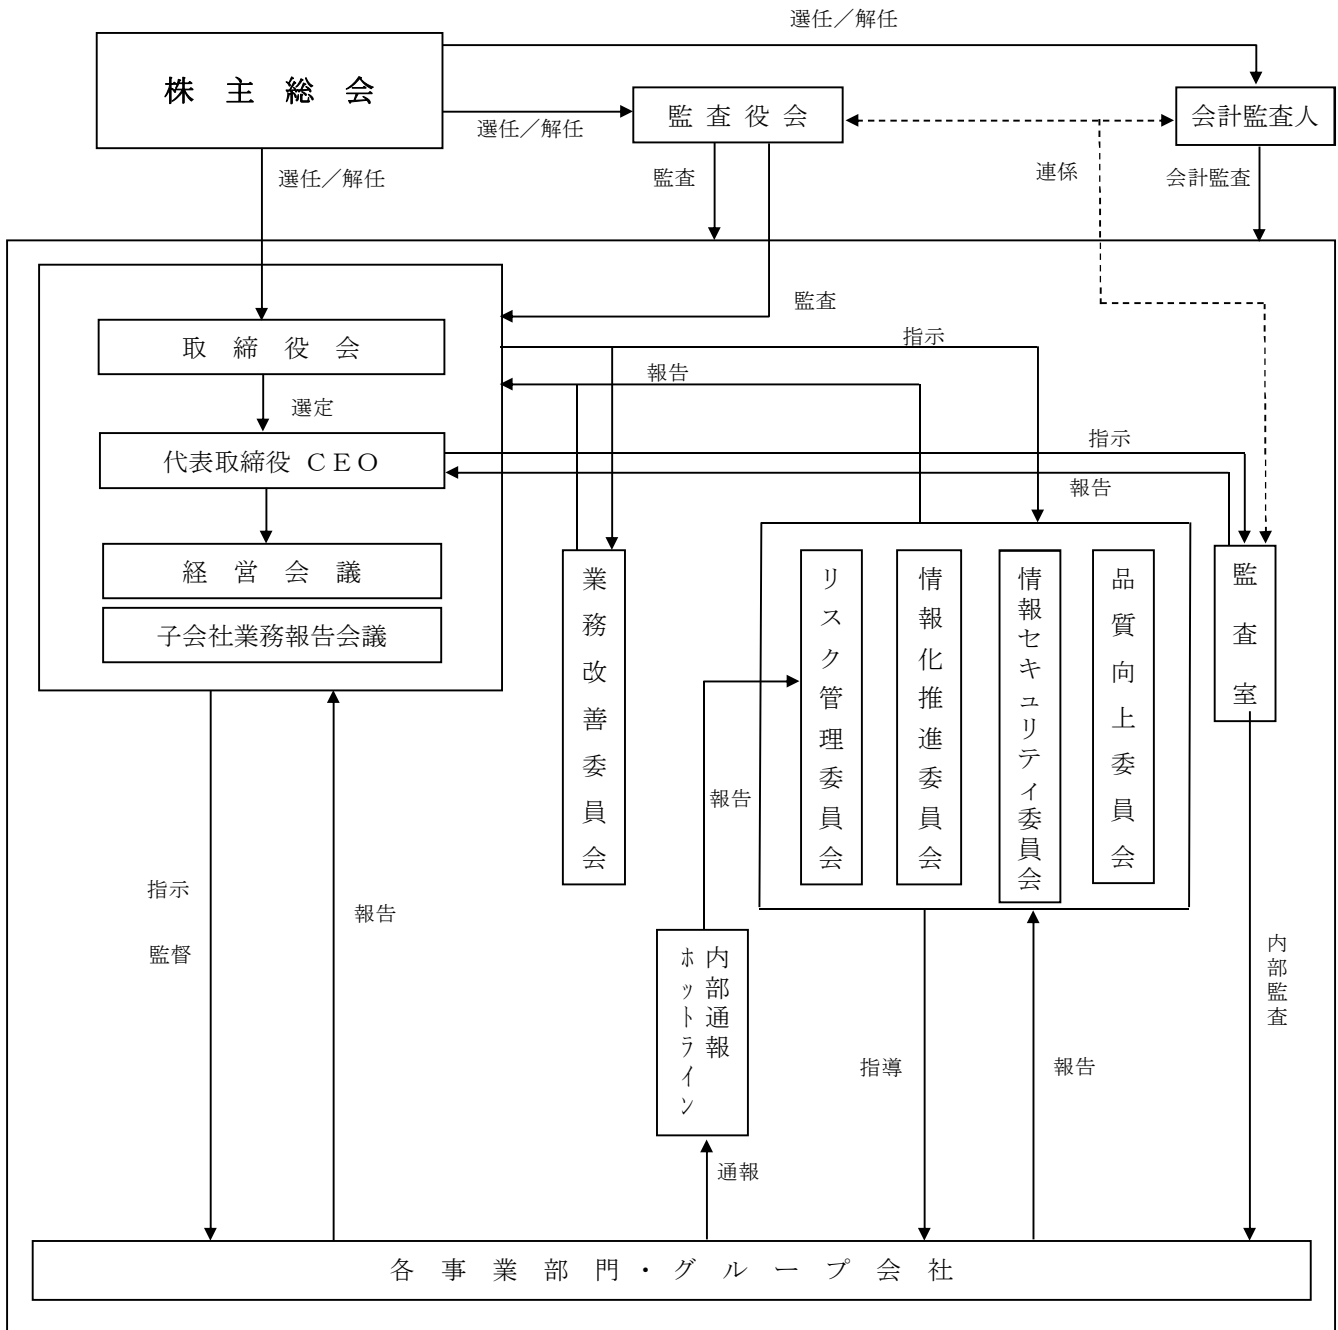 選任／解任
株主総会
監査役会
会計監査人
選任／解任
連係
選任／解任
監査
会計監査
監査
取締役会
指示
報告
選定
代表取締役 ＣＥＯ
指示
報告
経営会議
子会社業務報告会議
業務改善委員会
リスク管理委員会
情報化推進委員会
情報セキュリティ委員会
品質向上委員会
監査室
報告
指示
監督
報告
内部通報
ホットライン
内部監査
指導
報告
通報
各事業部門・グループ会社